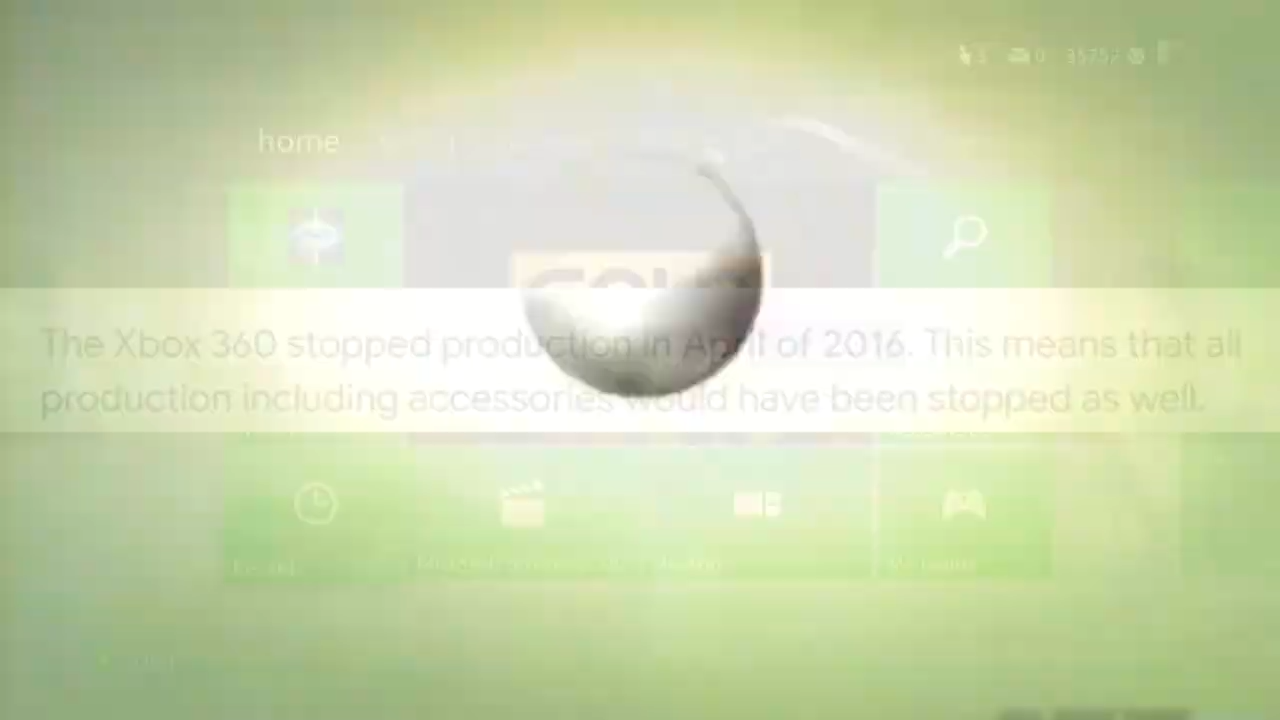 home
GOLD
The Xbox 360 stopped production in April of 2016. This means that all
production including accessories would have been stopped as well.